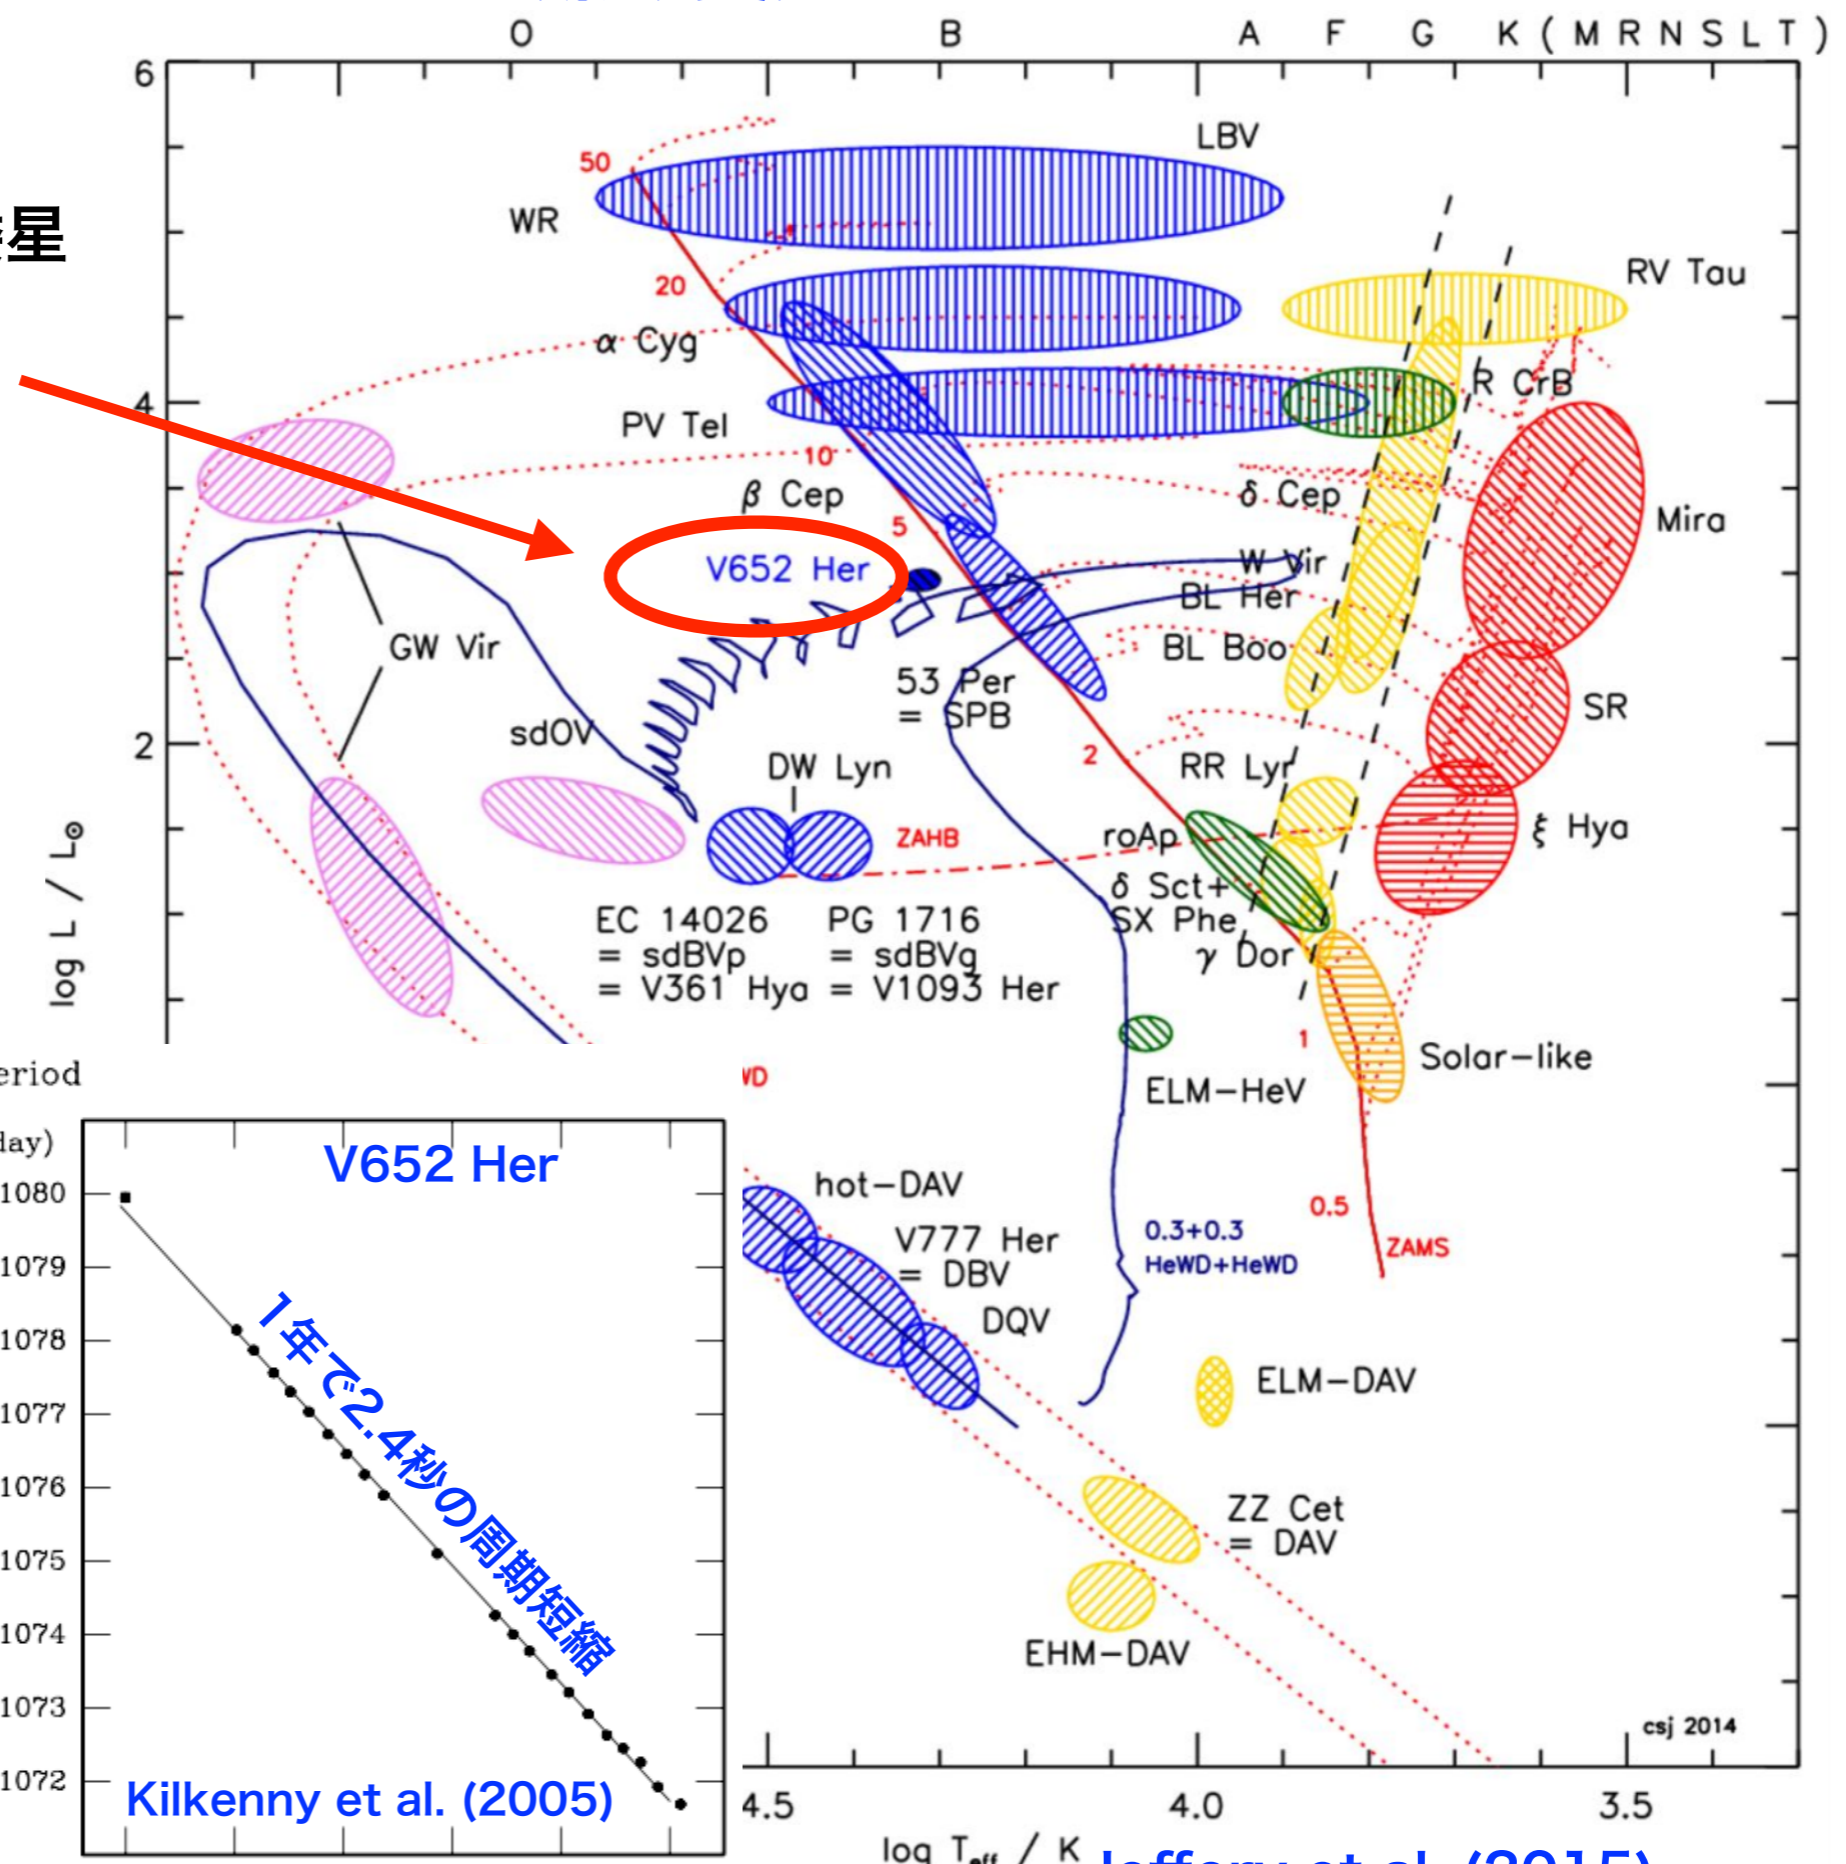 O B A F G K ( M R N S L T )
6
LBV
50
WR
星
RV Tau
20
α Cyg
4
R CrB
PV Tel
10
β Cep
δ Cep
Mira
5
V652 Her
W Vir
BL Her
GW Vir
BL Boo
53 Per
= SPB
SR
sdOV
2
DW Lyn
2
RR Lyr
ξ Hya
ZAHB
roAp
log L / L⊙
δ Sct+
SX Phe
EC 14026
= sdBVp
= V361 Hya
PG 1716
= sdBVg
= V1093 Her
γ Dor
1
Solar-like
ELM-HeV
WD
V652 Her
1080
1079
1078
1077
1076
1075
1074
1073
1072
1年で2.4秒の周期短縮
Kilkenny et al. (2005)
hot-DAV
V777 Her
= DBV
DQV
0.3+0.3
HeWD+HeWD
0.5
ZAMS
ELM-DAV
ZZ Cet
= DAV
EHM-DAV
csj 2014
4.5 4.0 3.5
log Teff / K
Jeffery et al. (2015)